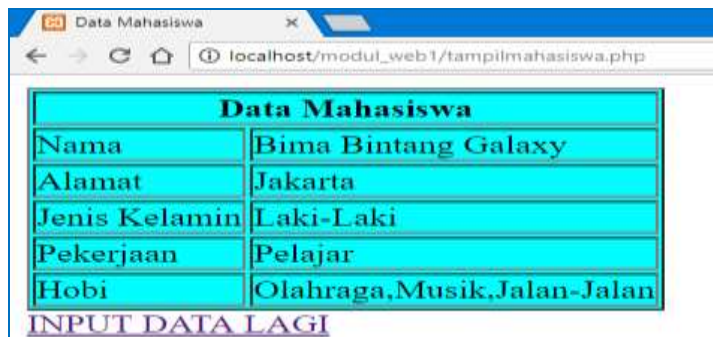 Data Mahasiswa
localhost/modul_web1/tampilmahasiswa.php
Data Mahasiswa
Nama Bima Bintang Galaxy
Alamat Jakarta
Jenis Kelamin Laki-Laki
Pekerjaan Pelajar
Hobi Olahraga,Musik,Jalan-Jalan
INPUT DATA LAGI